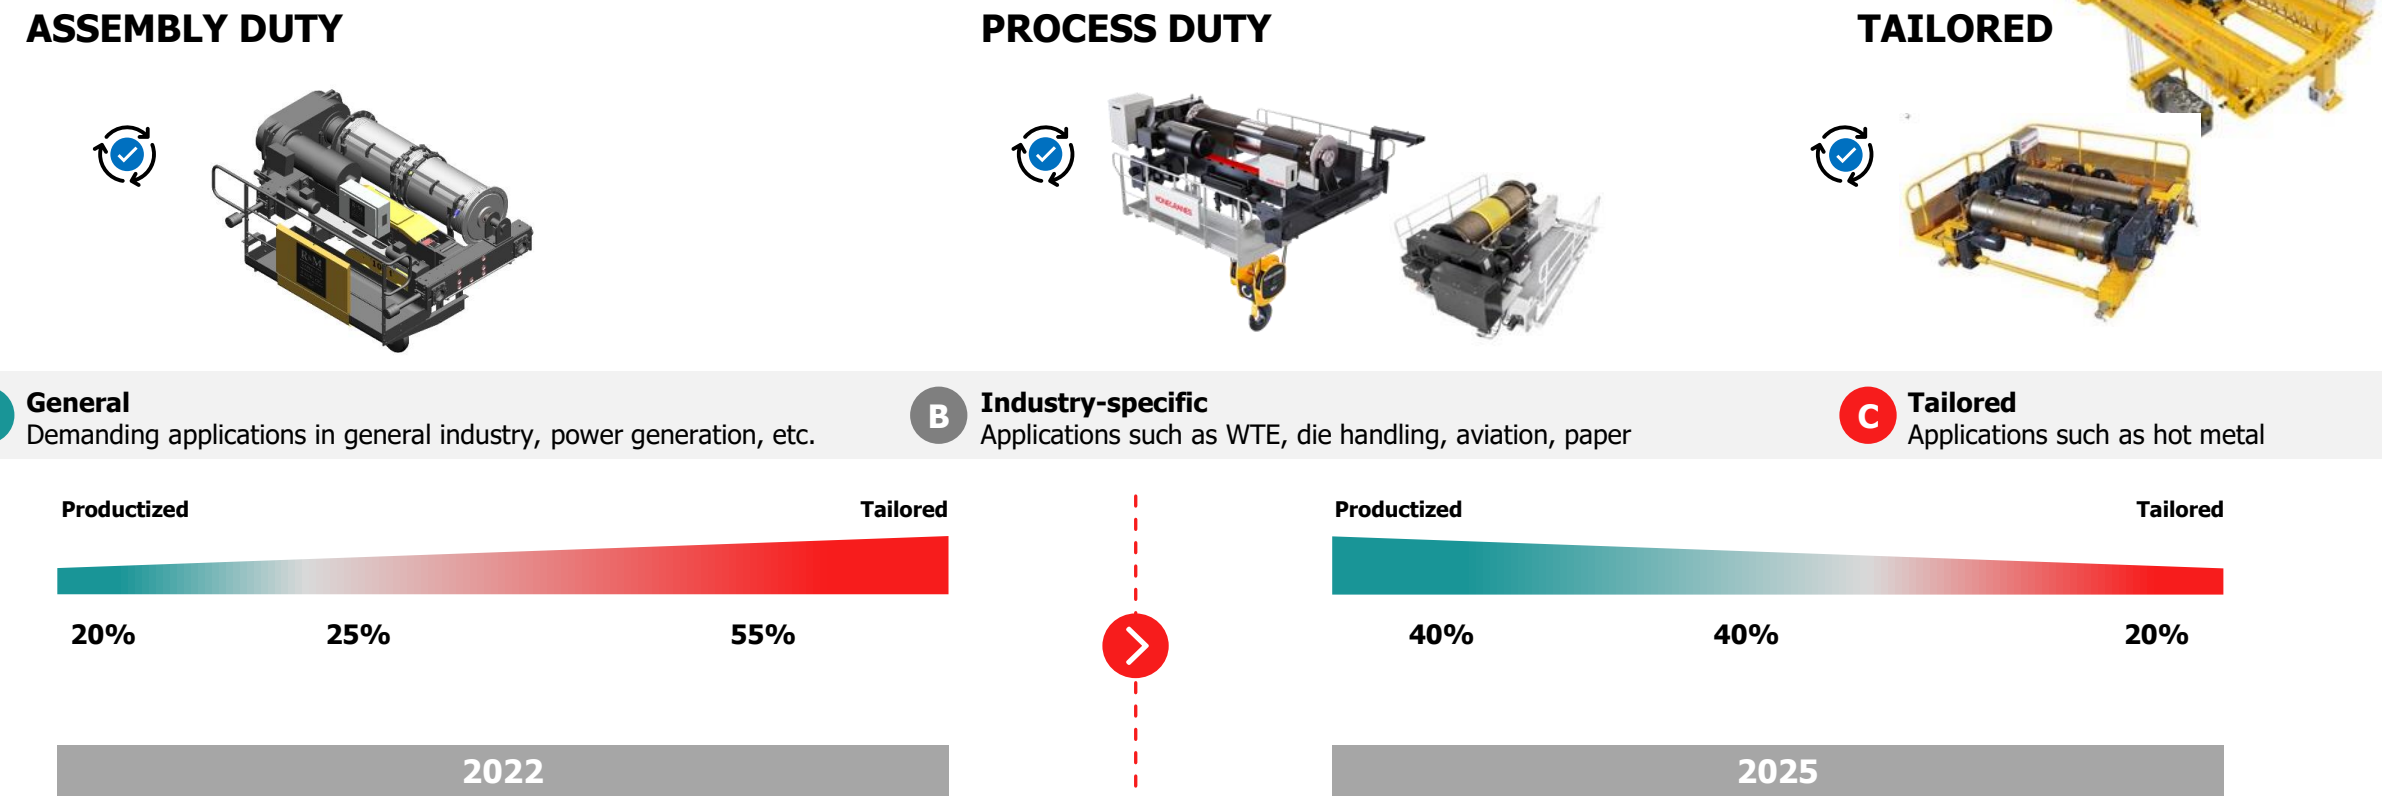 ASSEMBLY DUTY
PROCESS DUTY
TAILORED
R&M
KONECRANES
General
Demanding applications in general industry, power generation, etc.
B
Industry-specific
Applications such as WTE, die handling, aviation, paper
C
Tailored
Applications such as hot metal
Productized
Tailored
20%
25%
55%
2022
Productized
Tailored
40%
40%
20%
2025